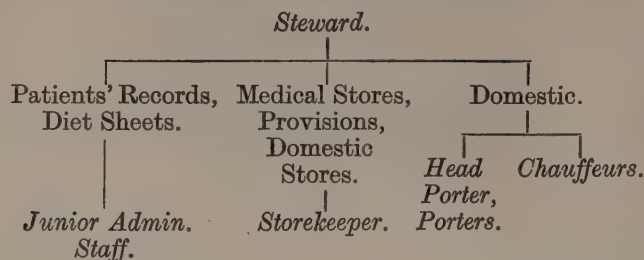 Steward.
Patients' Records,
Diet Sheets.
Medical Stores,
Provisions,
Domestic
Stores.
Domestic.
Junior Admin.
Staff.
Storekeeper.
Head
Porter,
Porters.
Chauffeurs.